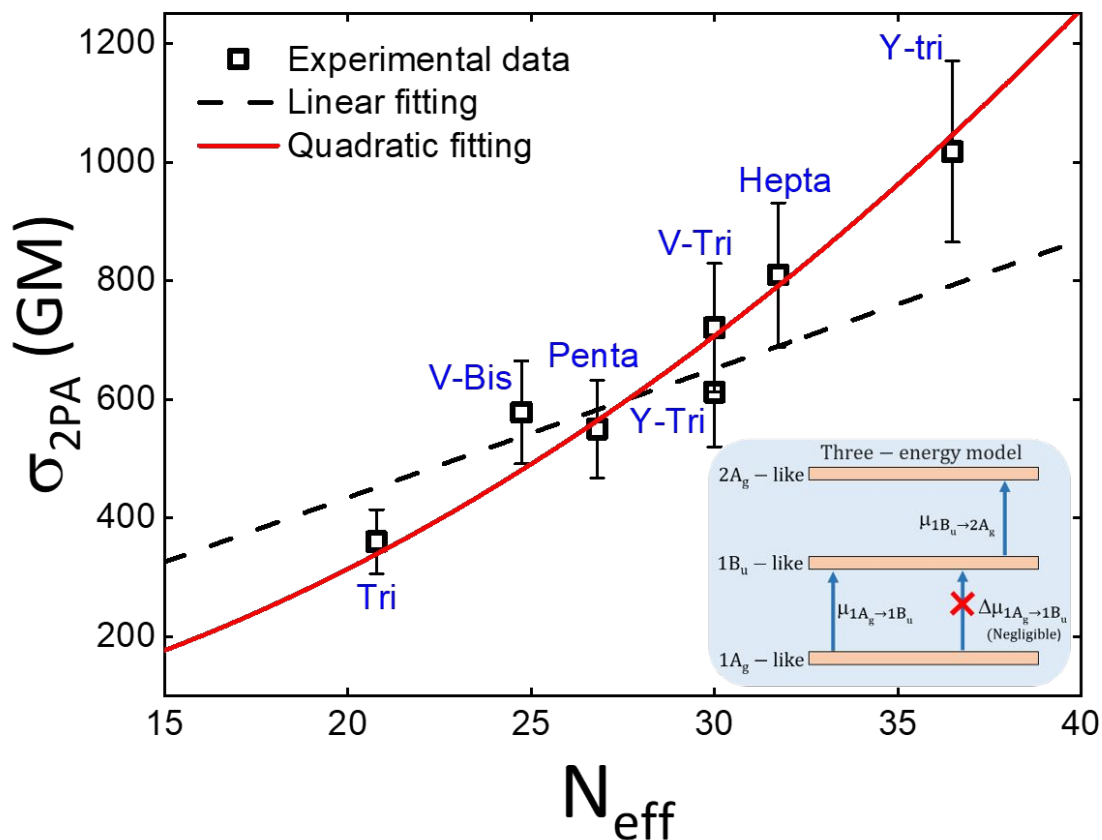 1200
1000
800
600
400
200
σ2PA (GM)
Experimental data
Linear fitting
Quadratic fitting
Y-tri
Hepta
V-Tri
V-Bis
Penta
Y-Tri
Tri
Three – energy model
2Ag – like
μ1Bu→2Ag
1Bu – like
μ1Ag→1Bu
Δμ1Ag→1Bu
(Negligible)
1Ag – like
15 20 25 30 35 40
Neff